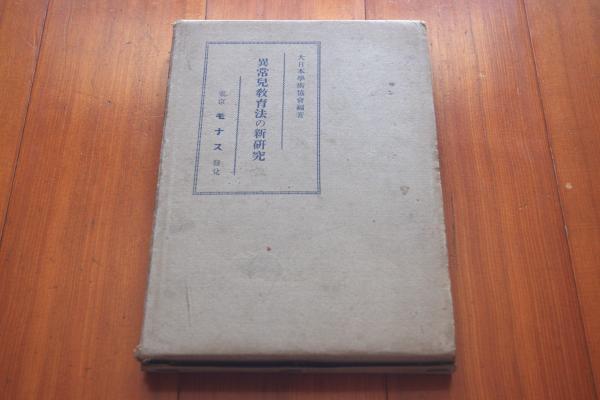 大日本學術協會編著
異常兒教育法の新研究
東京 モナス 發兌